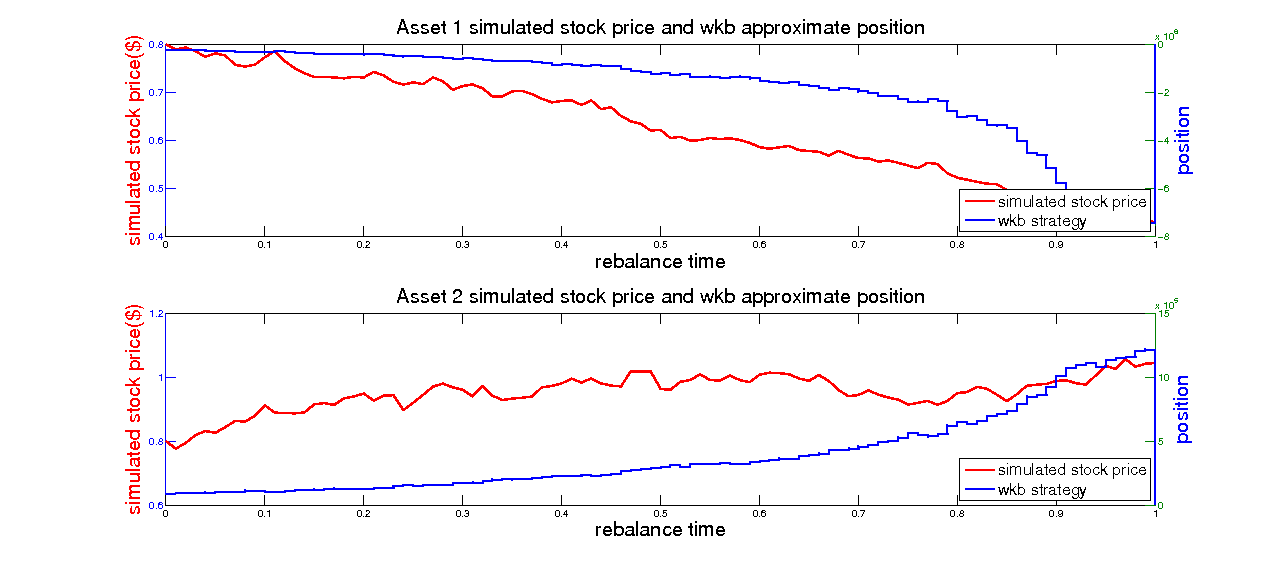 Asset 1 simulated stock price and wkb approximate position
x 10^6
simulated stock price($)
0.8
0.7
0.6
0.5
0.4
0
-2
-4
-6
-8
position
simulated stock price
wkb strategy
0 0.1 0.2 0.3 0.4 0.5 0.6 0.7 0.8 0.9 1
rebalance time
Asset 2 simulated stock price and wkb approximate position
simulated stock price($)
1.2
1
0.8
0.6
15
10
5
0
position
simulated stock price
wkb strategy
0 0.1 0.2 0.3 0.4 0.5 0.6 0.7 0.8 0.9 1
rebalance time